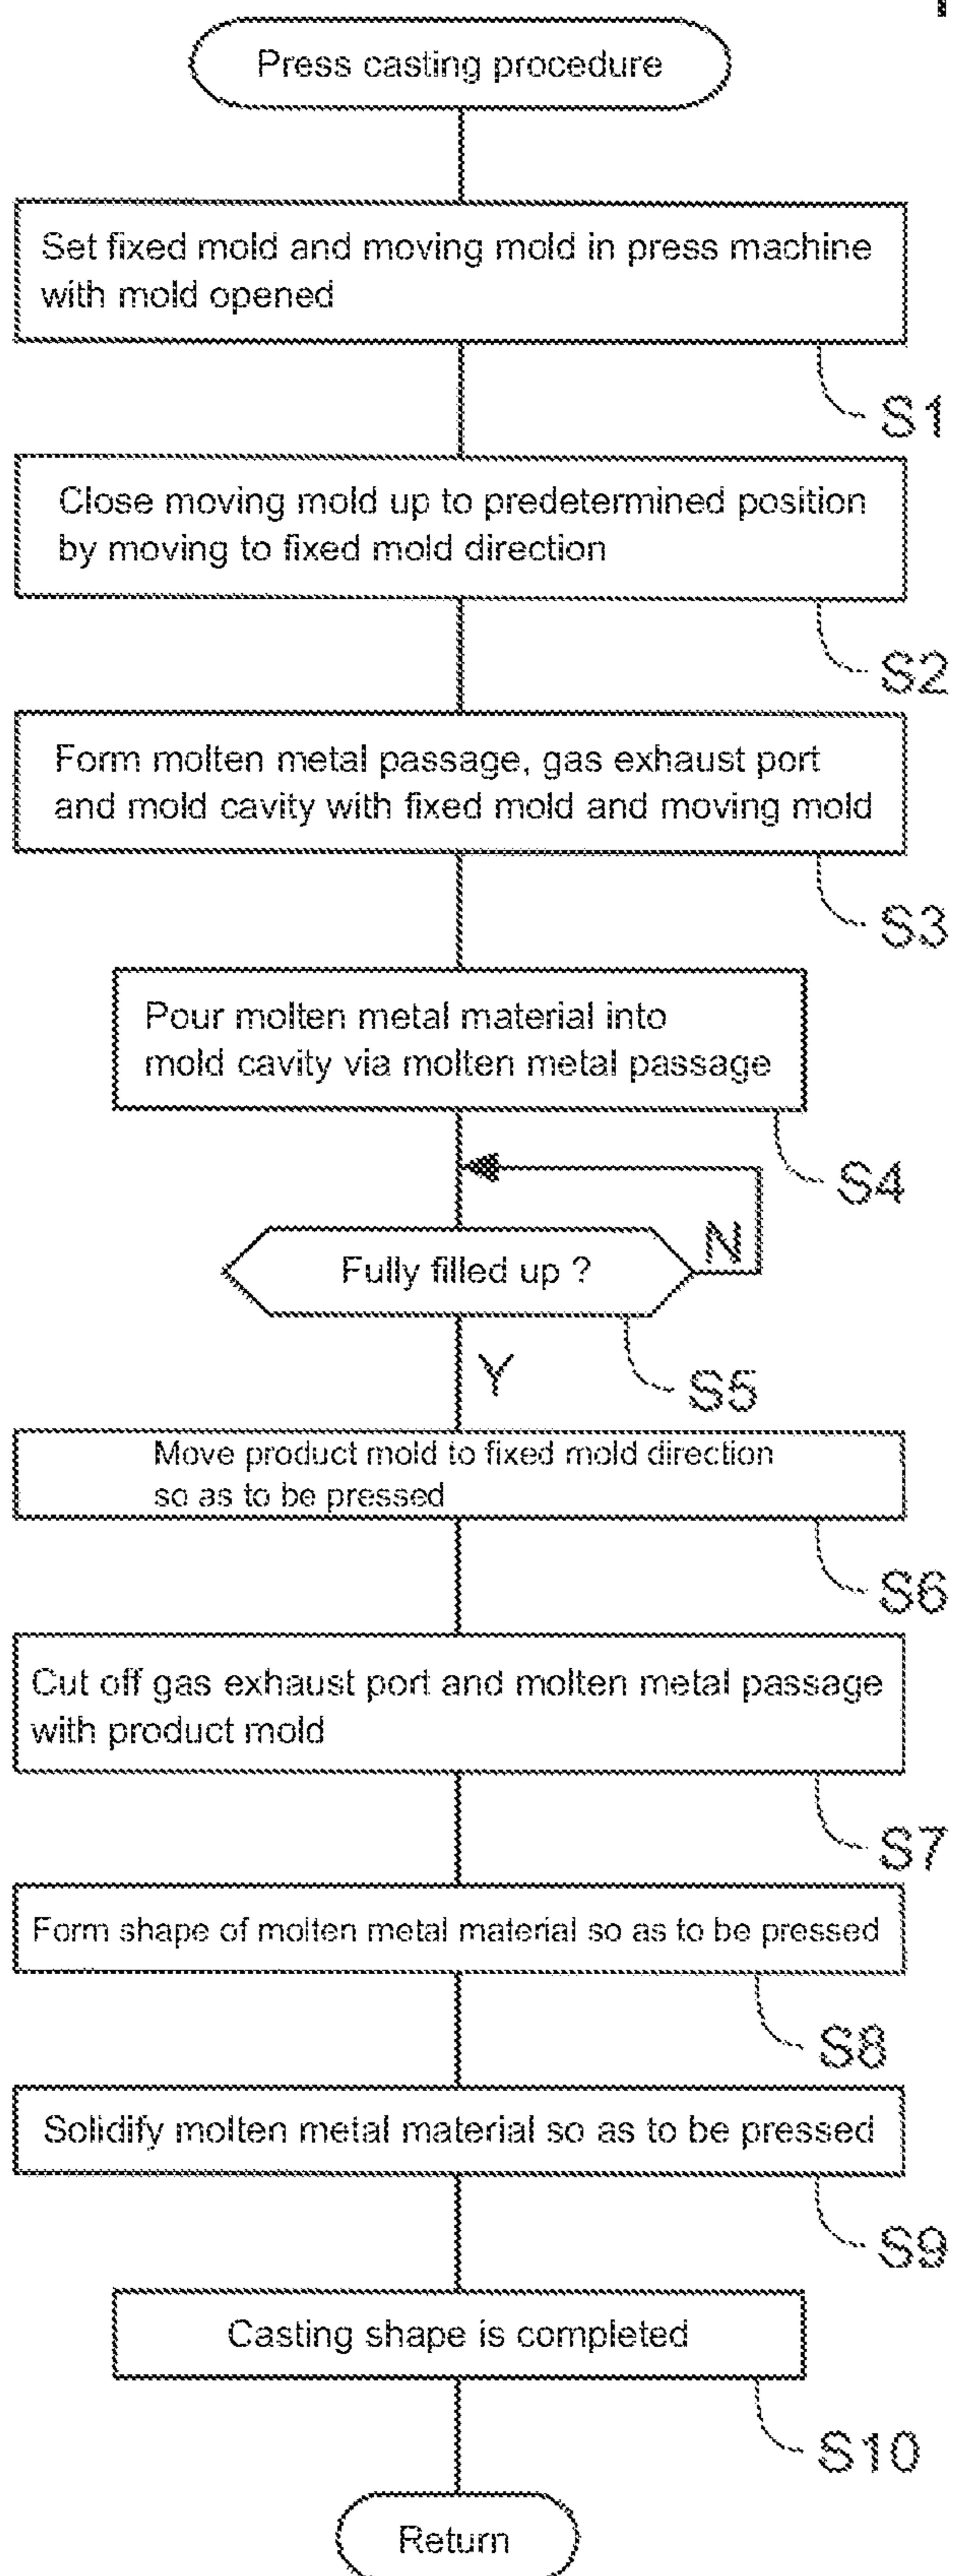 Press casting procedure
Set fixed mold and moving mold in press machine
with mold opened
S1
Close moving mold up to predetermined position
by moving to fixed mold direction
S2
Form molten metal passage, gas exhaust port
and mold cavity with fixed mold and moving mold
S3
Pour molten metal material into
mold cavity via molten metal passage
S4
N
Fully filled up ?
Y
S5
Move product mold to fixed mold direction
so as to be pressed
S6
Cut off gas exhaust port and molten metal passage
with product mold
S7
Form shape of molten metal material so as to be pressed
S8
Solidify molten metal material so as to be pressed
S9
Casting shape is completed
S10
Return